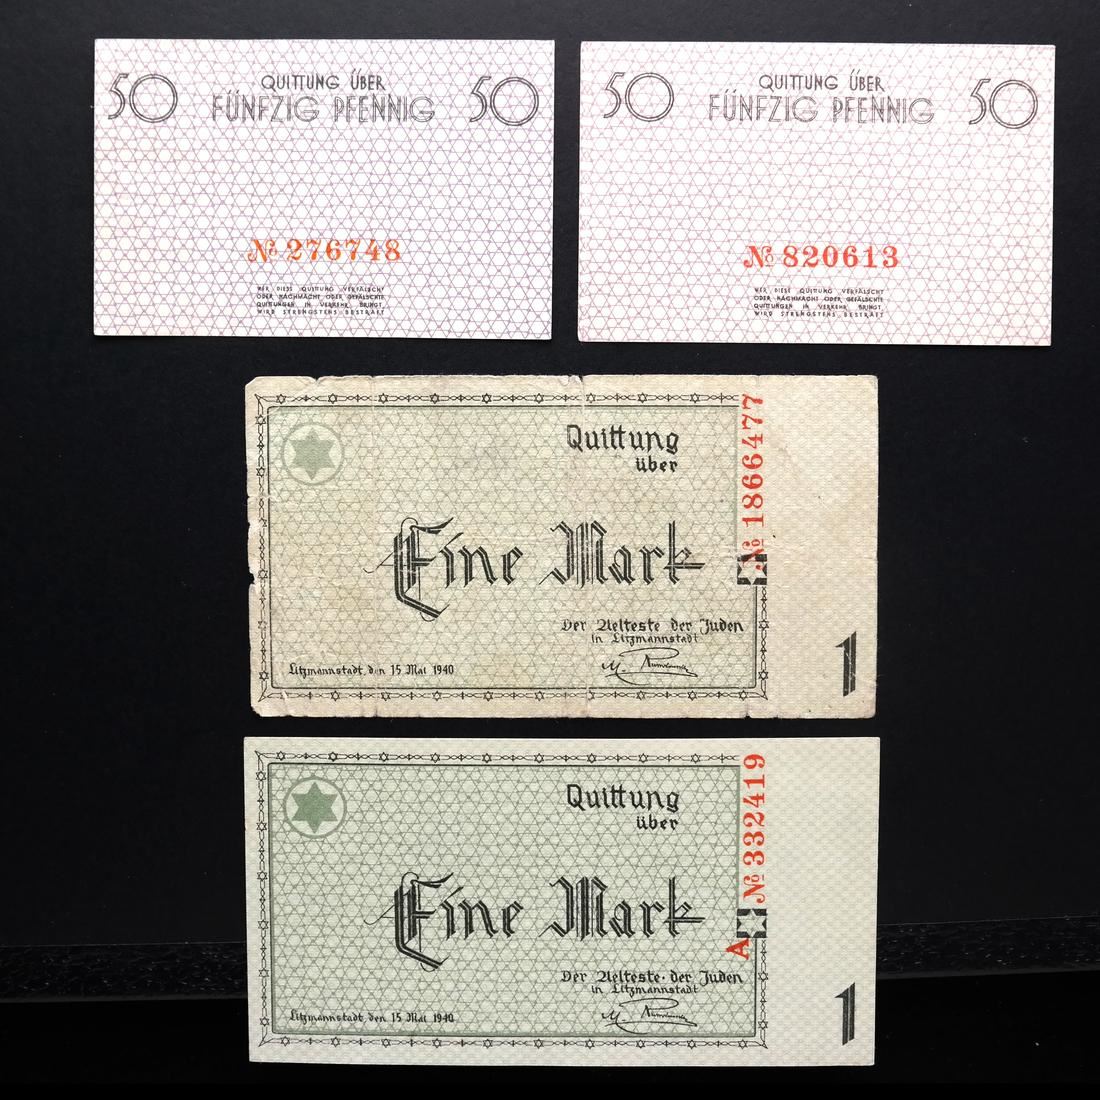 50 QUITTUNG ÜBER 50
FÜNFZIG PFENNIG
№ 276748
WER DIESE QUITTUNG VERFÄLSCHT
ODER NACHMACHT ODER GEFÄLSCHTE
QUITTUNGEN IN VERKEHR BRINGT,
WIRD STRENGSTENS BESTRAFT
50 QUITTUNG ÜBER 50
FÜNFZIG PFENNIG
№ 820613
WER DIESE QUITTUNG VERFÄLSCHT
ODER NACHMACHT ODER GEFÄLSCHTE
QUITTUNGEN IN VERKEHR BRINGT,
WIRD STRENGSTENS BESTRAFT
Quittung
über
Eine Mark
Der Aelteste der Juden
in Litzmannstadt
M. Rumkowski
Litzmannstadt, den 15 Mai 1940
№ 1866477
1
Quittung
über
Eine Mark
Der Aelteste der Juden
in Litzmannstadt
M. Rumkowski
Litzmannstadt, den 15 Mai 1940
A № 332419
1